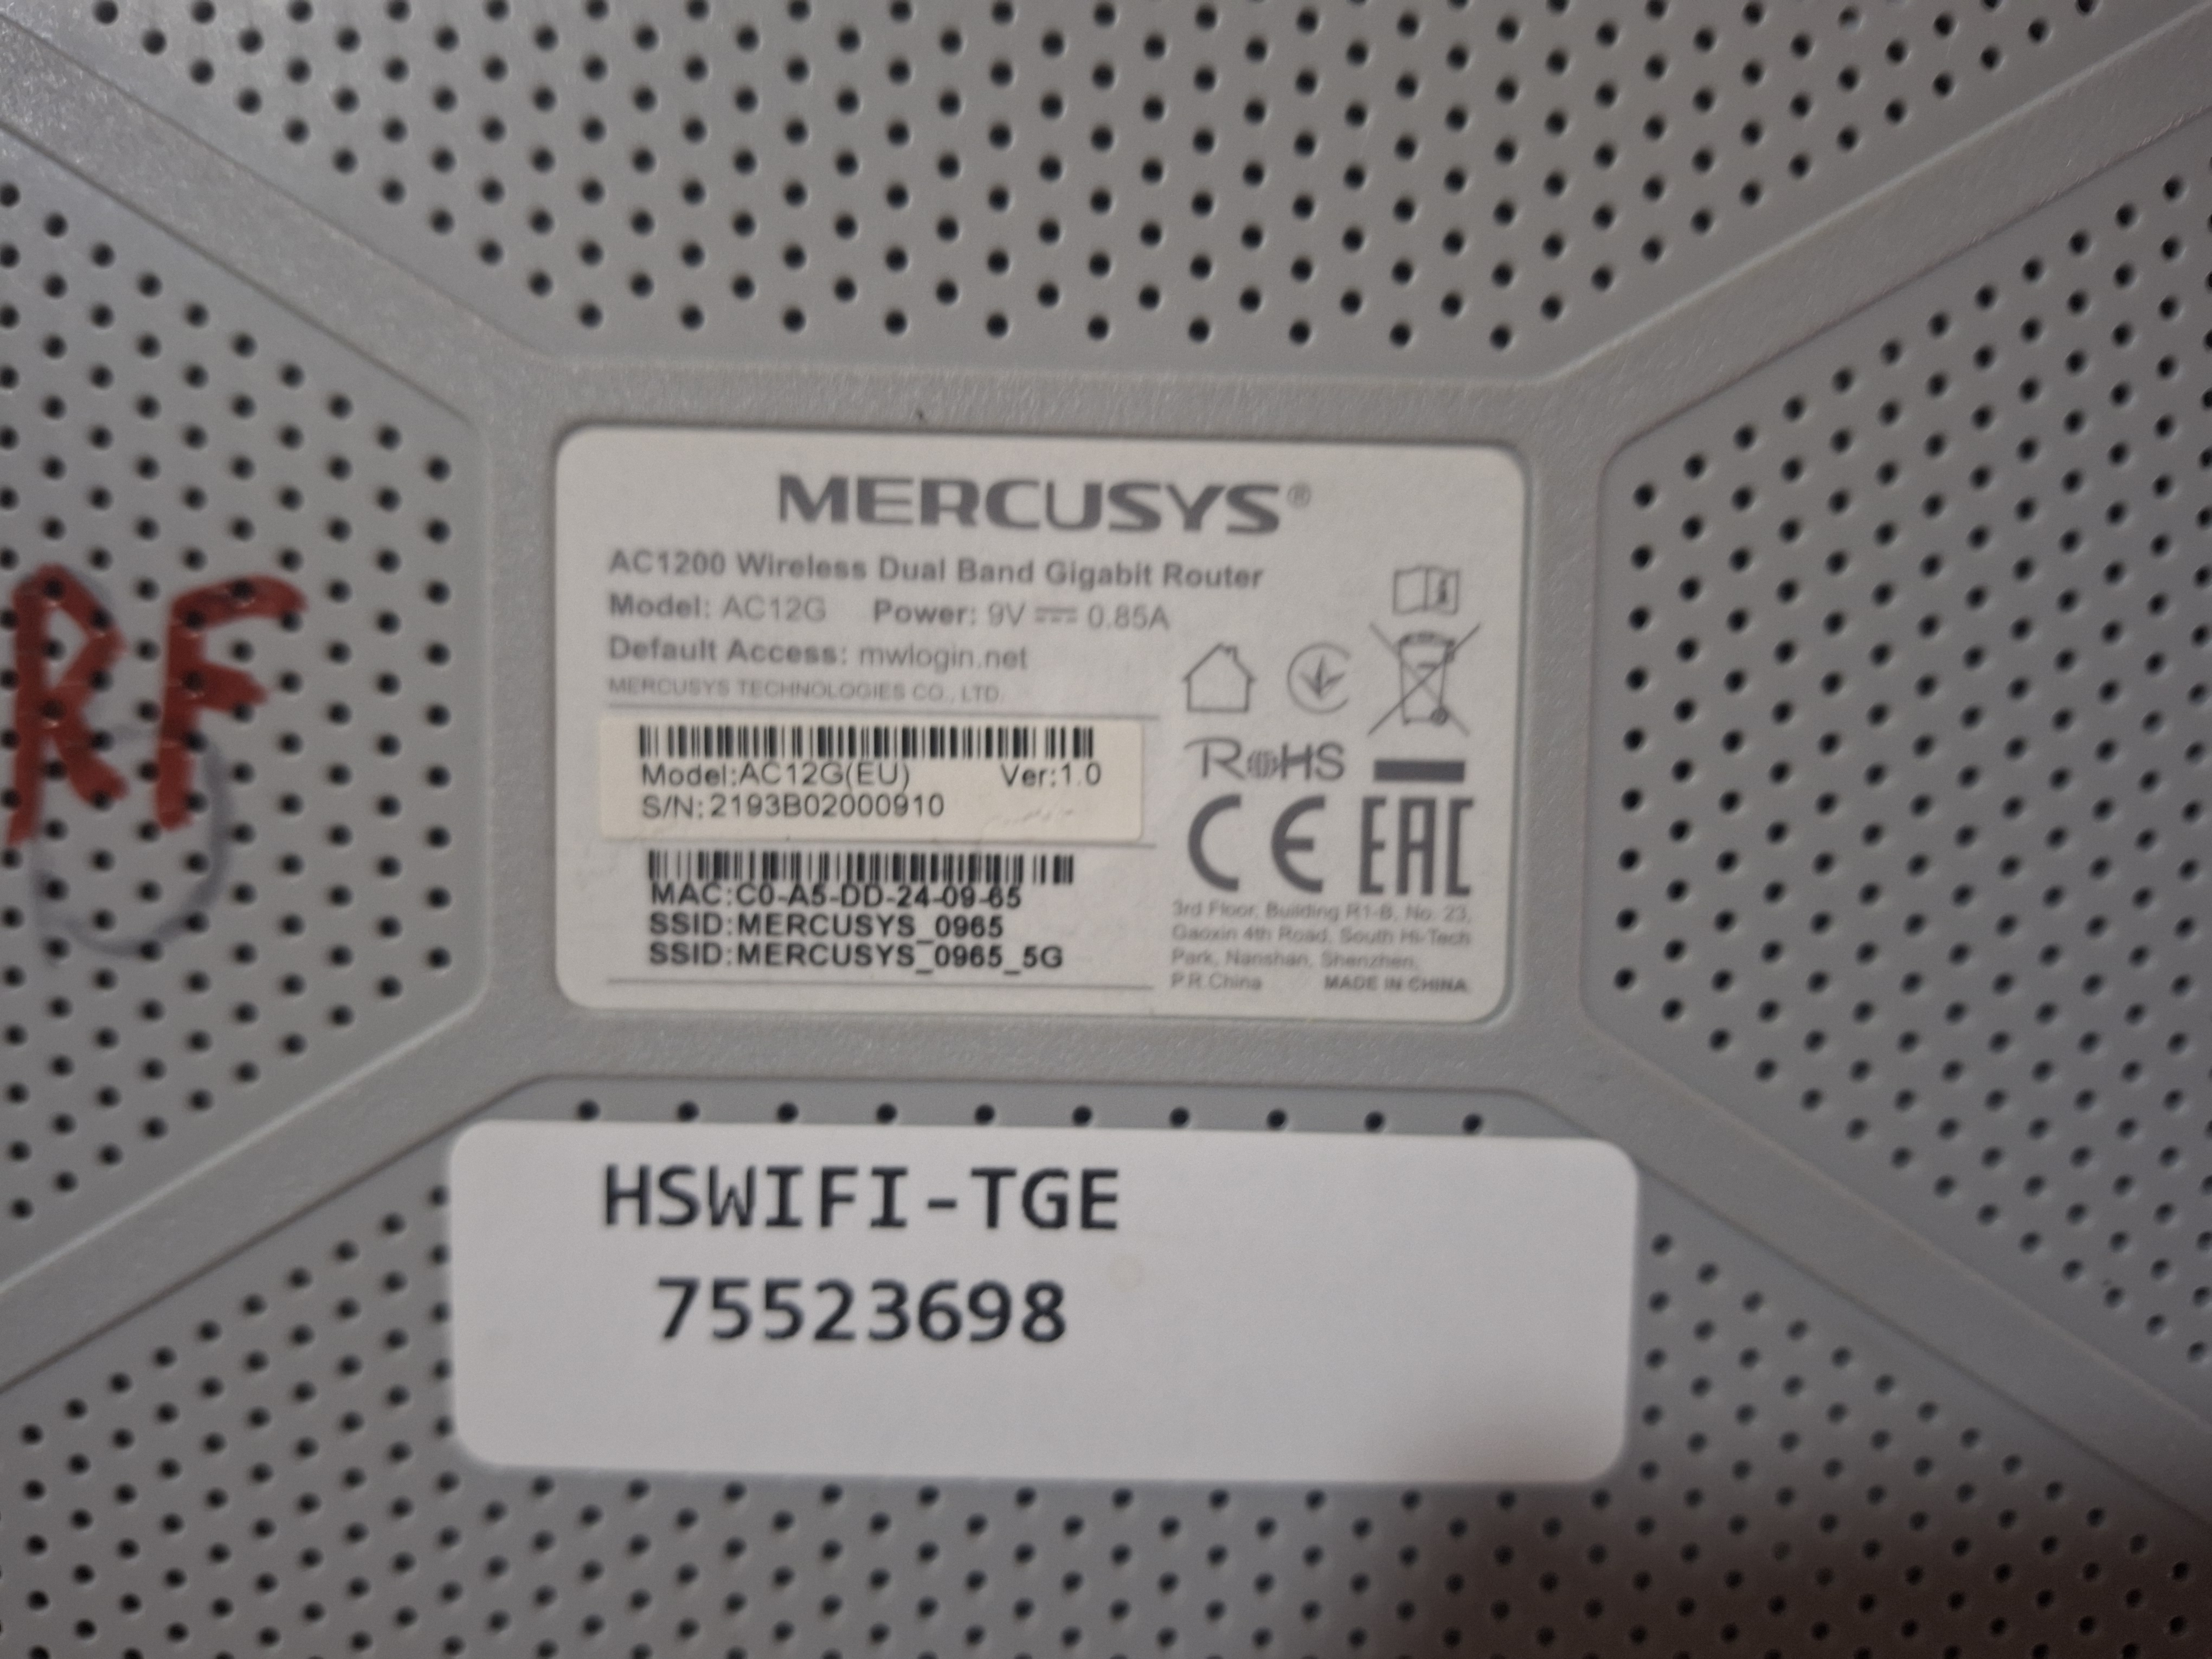 MERCUSYS®
AC1200 Wireless Dual Band Gigabit Router
Model: AC12G Power: 9V ⎓ 0.85A
Default Access: mwlogin.net
MERCUSYS TECHNOLOGIES CO., LTD.
Model:AC12G(EU) Ver:1.0
S/N:2193B02000910
MAC:C0-A5-DD-24-09-65
SSID:MERCUSYS_0965
SSID:MERCUSYS_0965_5G
RoHS
CE EAC
3rd Floor, Building R1-B, No. 23,
Gaoxin 4th Road, South Hi-Tech
Park, Nanshan, Shenzhen,
P.R.China MADE IN CHINA
RF
HSWIFI-TGE
75523698